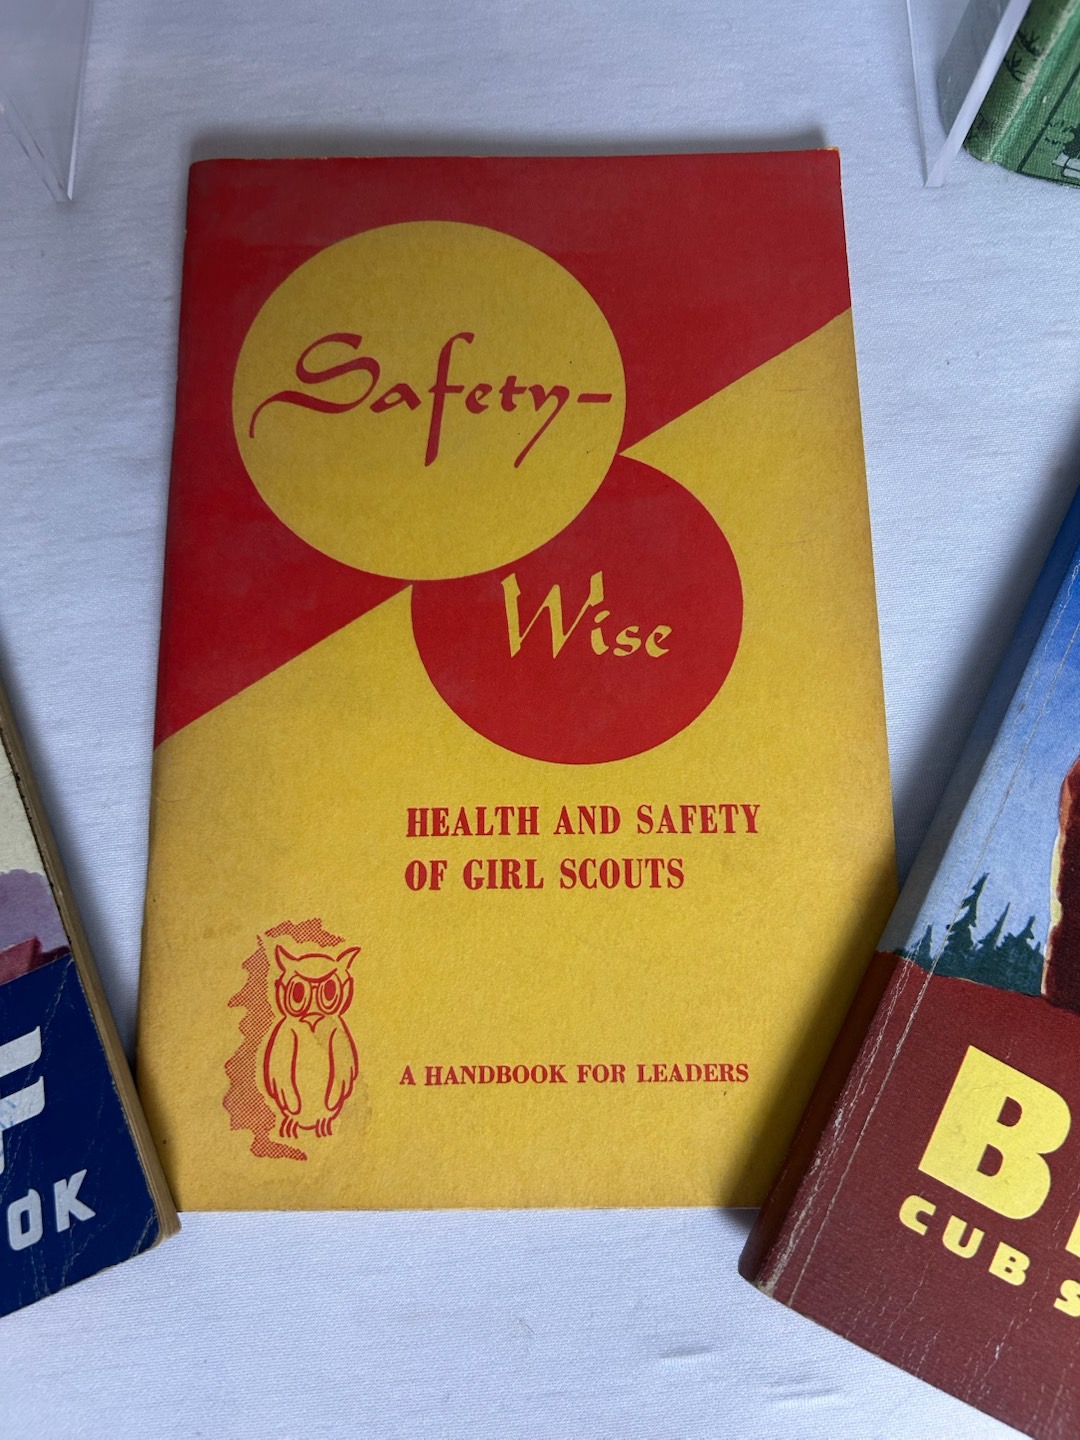 Safety-
Wise
HEALTH AND SAFETY
OF GIRL SCOUTS
A HANDBOOK FOR LEADERS
F
OK
B
CUB S